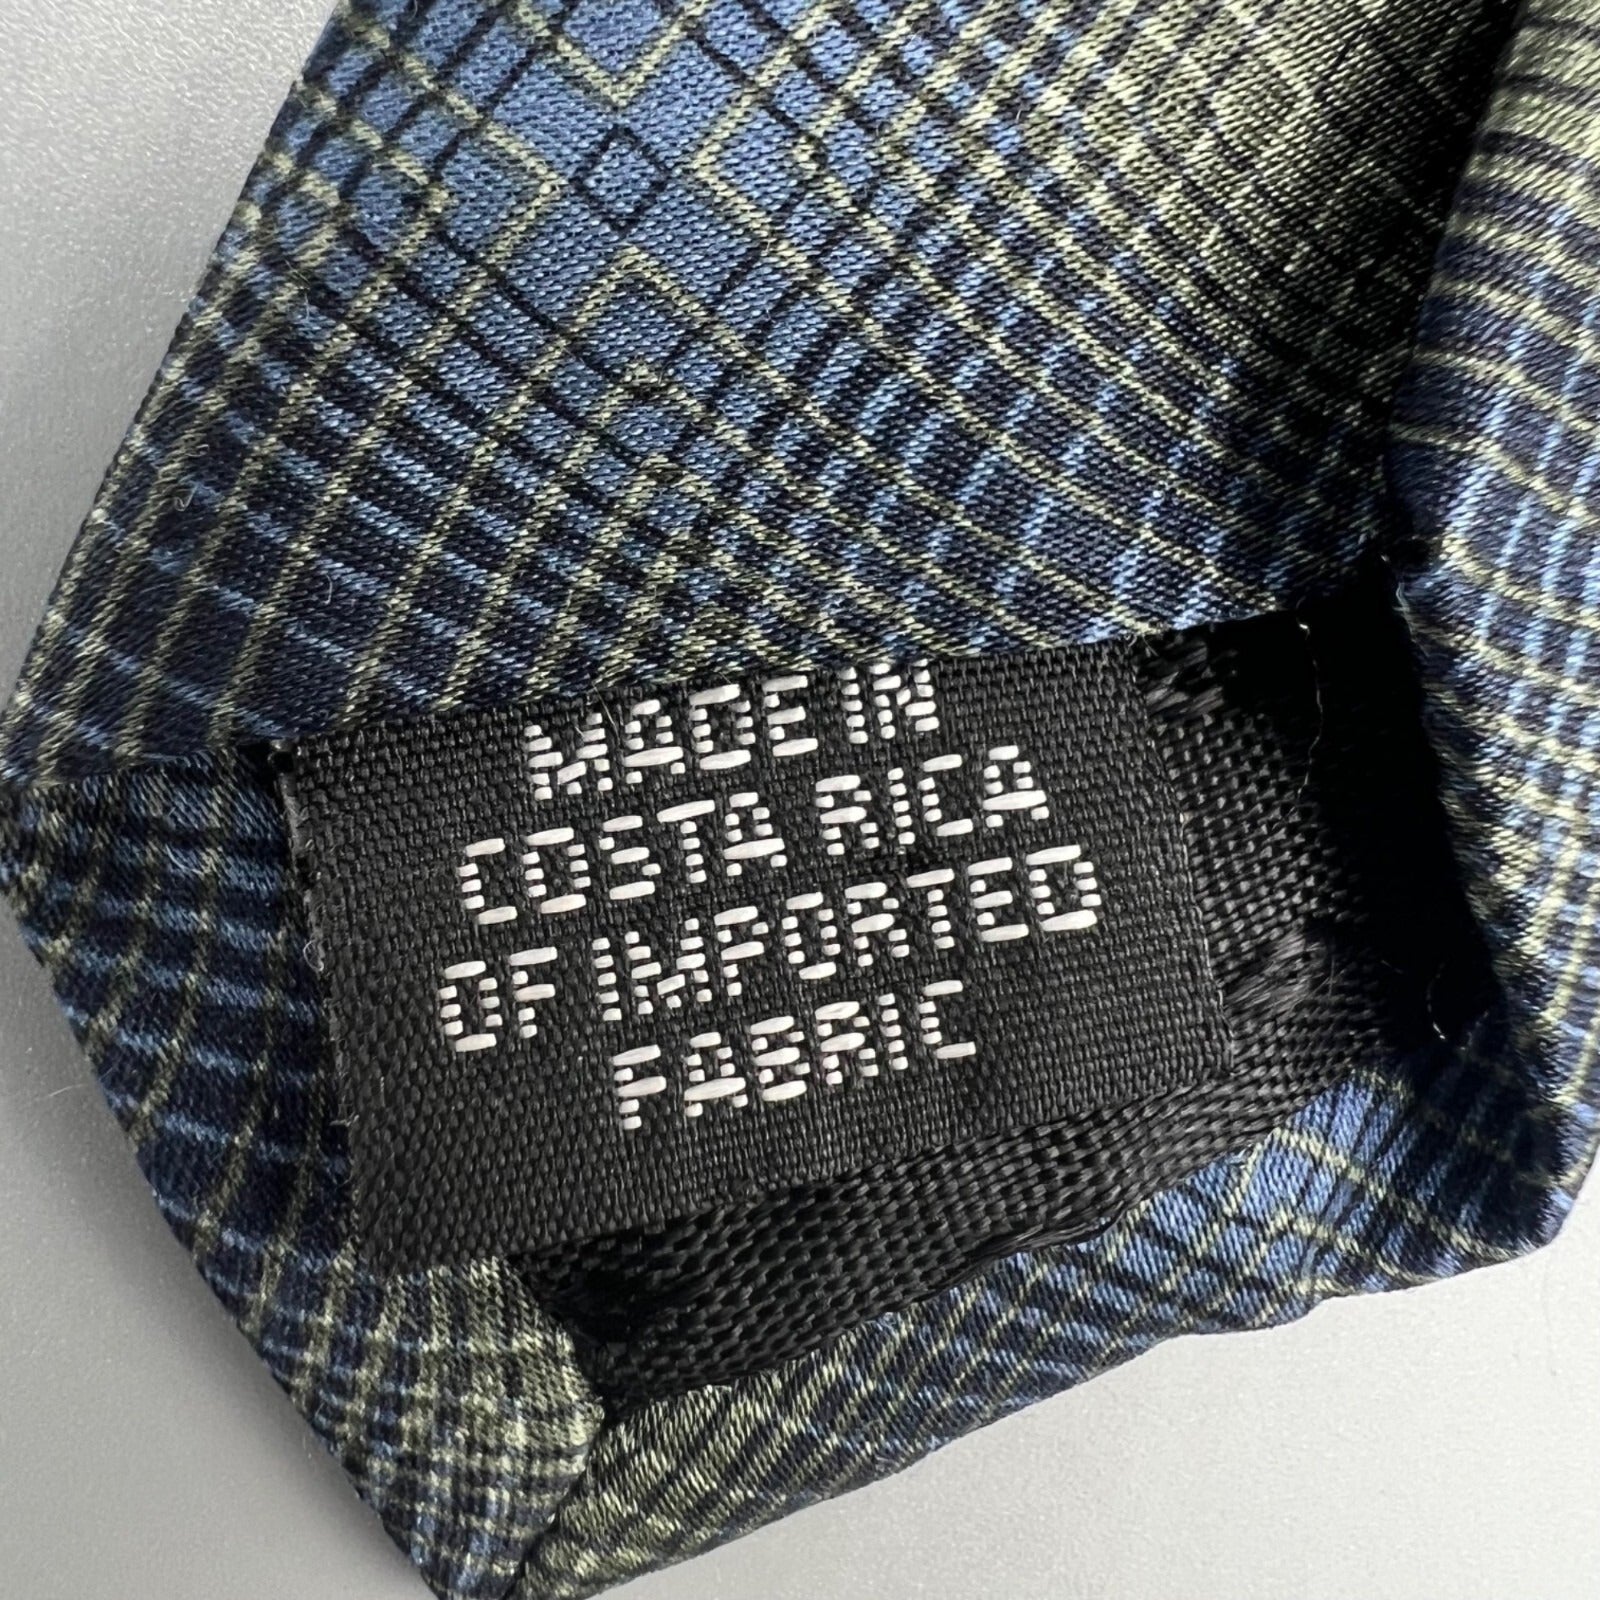 MADE IN
COSTA RICA
OF IMPORTED
FABRIC